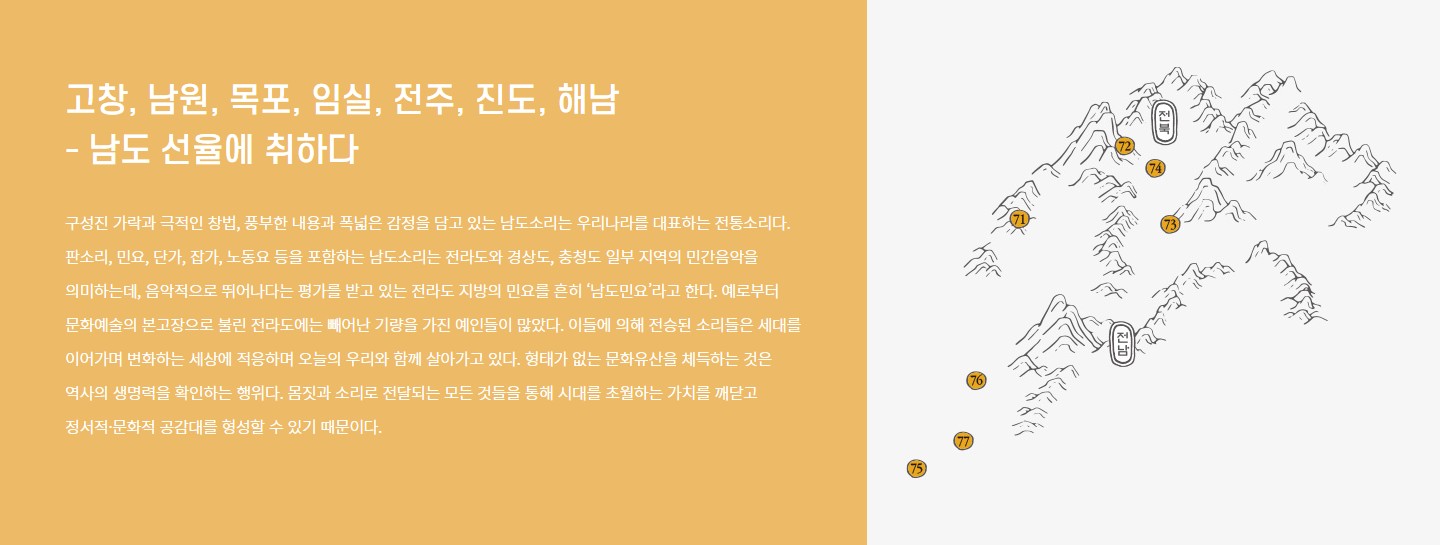 고창, 남원, 목포, 임실, 전주, 진도, 해남
- 남도 선율에 취하다
구성진 가락과 극적인 창법, 풍부한 내용과 폭넓은 감정을 담고 있는 남도소리는 우리나라를 대표하는 전통소리다.
판소리, 민요, 단가, 잡가, 노동요 등을 포함하는 남도소리는 전라도와 경상도, 충청도 일부 지역의 민간음악을
의미하는데, 음악적으로 뛰어나다는 평가를 받고 있는 전라도 지방의 민요를 흔히 ‘남도민요’라고 한다. 예로부터
문화예술의 본고장으로 불린 전라도에는 빼어난 기량을 가진 예인들이 많았다. 이들에 의해 전승된 소리들은 세대를
이어가며 변화하는 세상에 적응하며 오늘의 우리와 함께 살아가고 있다. 형태가 없는 문화유산을 체득하는 것은
역사의 생명력을 확인하는 행위다. 몸짓과 소리로 전달되는 모든 것들을 통해 시대를 초월하는 가치를 깨닫고
정서적·문화적 공감대를 형성할 수 있기 때문이다.
전북
72
74
71
73
전남
76
77
75